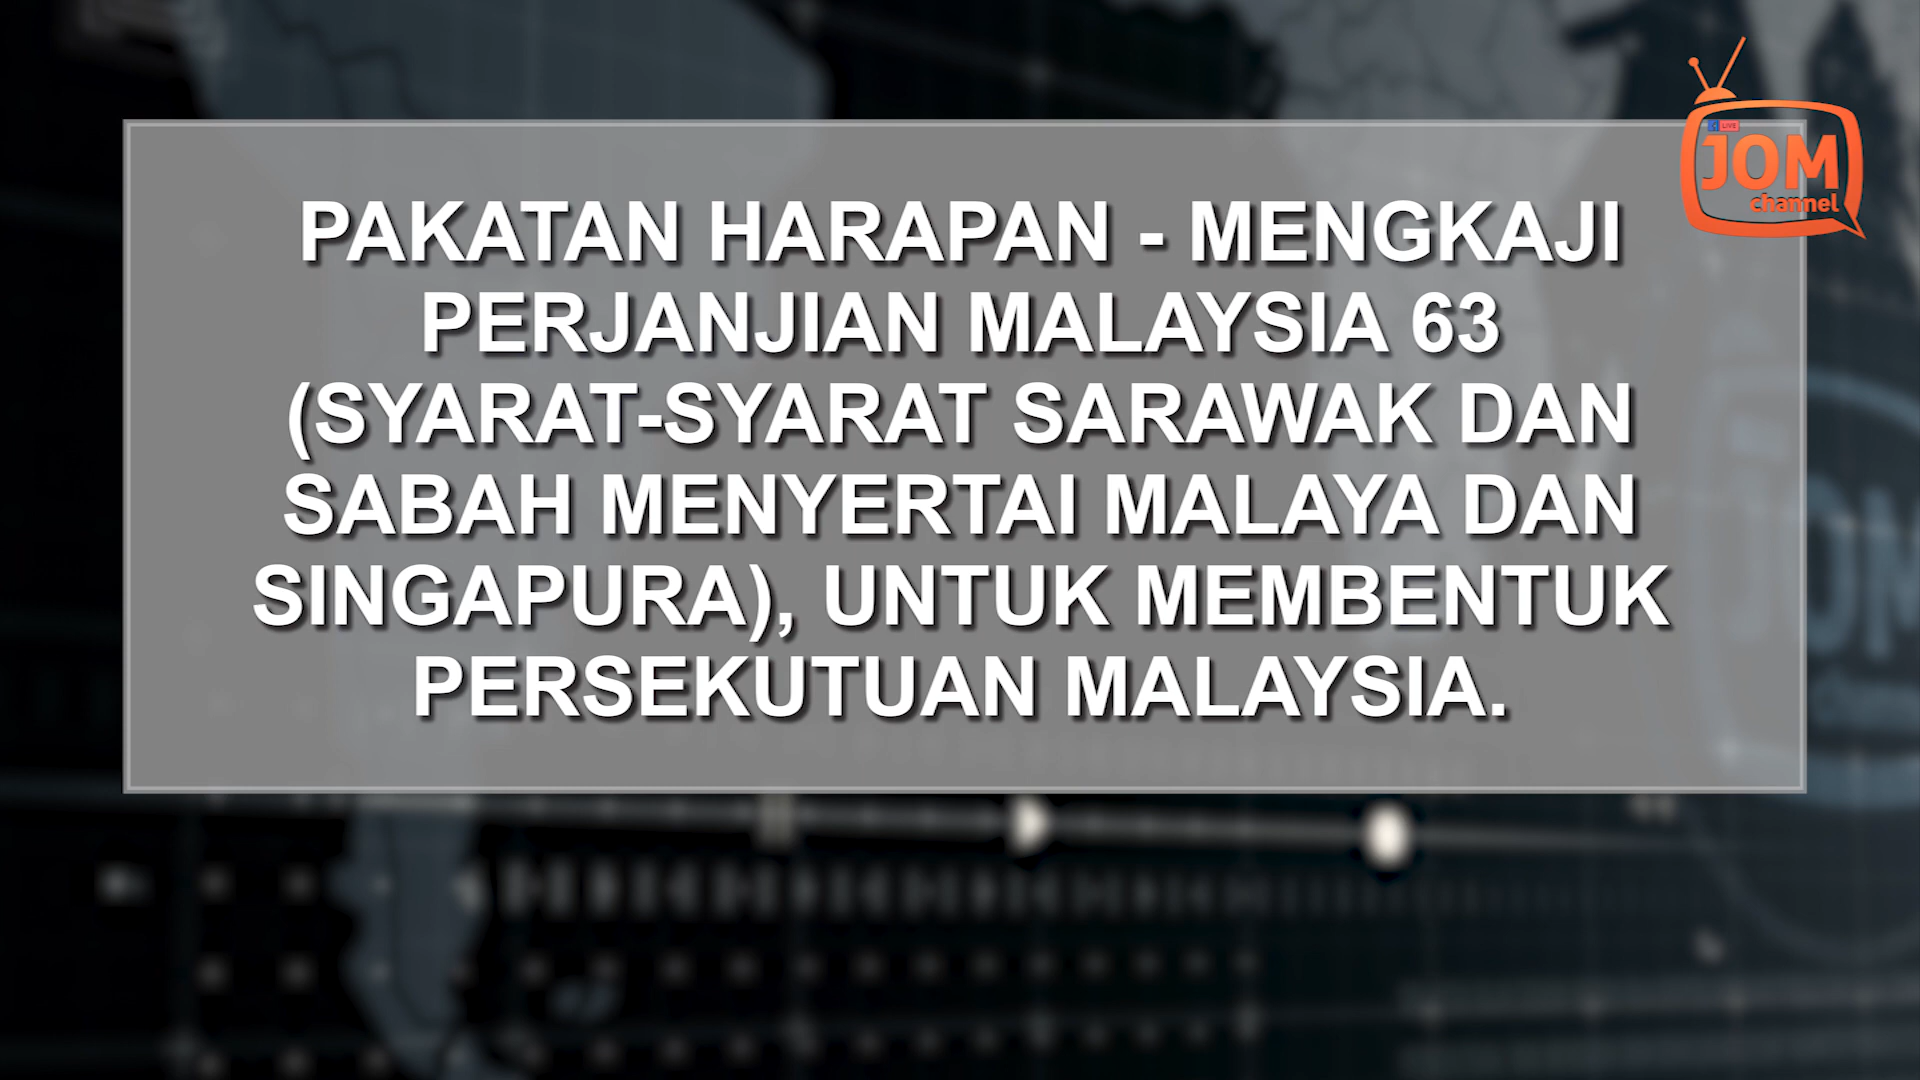 LIVE
JOM
channel
PAKATAN HARAPAN - MENGKAJI
PERJANJIAN MALAYSIA 63
(SYARAT-SYARAT SARAWAK DAN
SABAH MENYERTAI MALAYA DAN
SINGAPURA), UNTUK MEMBENTUK
PERSEKUTUAN MALAYSIA.